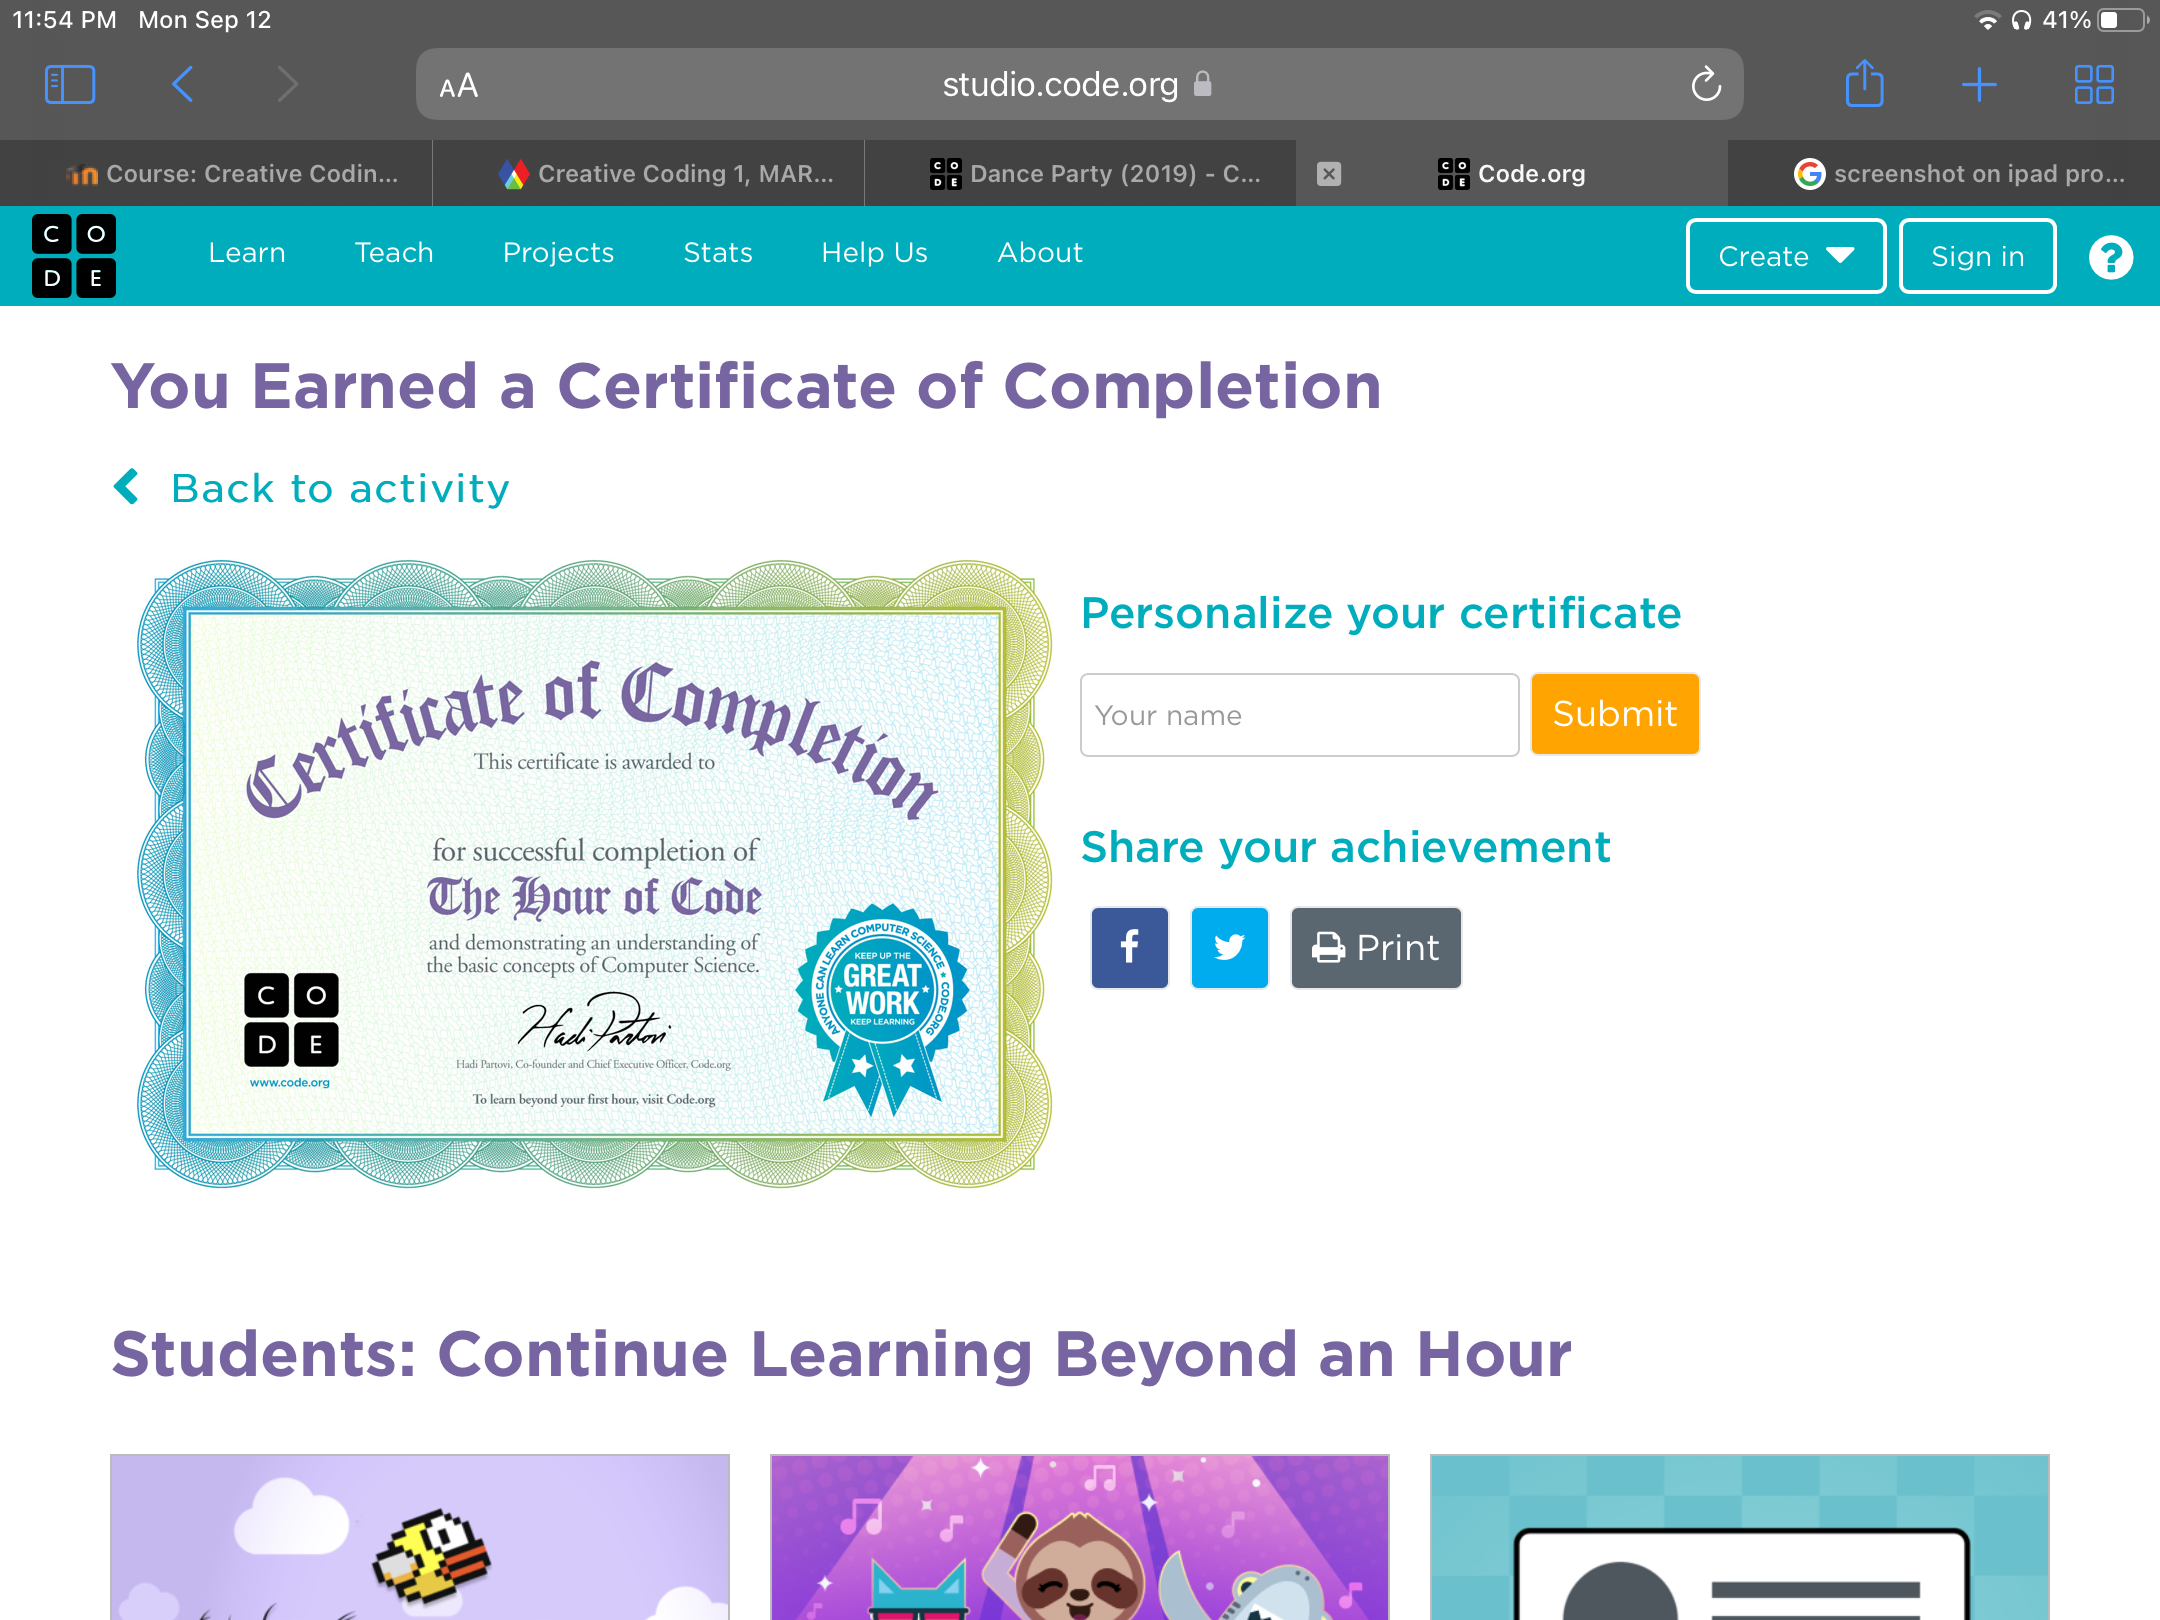 11:54 PM Mon Sep 12
41%
AA studio.code.org
Course: Creative Codin...
Creative Coding 1, MAR...
CODE Dance Party (2019) - C...
CODE Code.org
G screenshot on ipad pro...
C O
D E
Learn Teach Projects Stats Help Us About
Create Sign in ?
You Earned a Certificate of Completion
Back to activity
Certificate of Completion
This certificate is awarded to
for successful completion of
The Hour of Code
and demonstrating an understanding of
the basic concepts of Computer Science.
Hadi Partovi
Hadi Partovi, Co-founder and Chief Executive Officer, Code.org
To learn beyond your first hour, visit Code.org
C O
D E
www.code.org
ANYONE CAN LEARN COMPUTER SCIENCE ★ CODE.ORG
KEEP UP THE
GREAT
WORK
KEEP LEARNING
Personalize your certificate
Your name
Submit
Share your achievement
f
Print
Students: Continue Learning Beyond an Hour